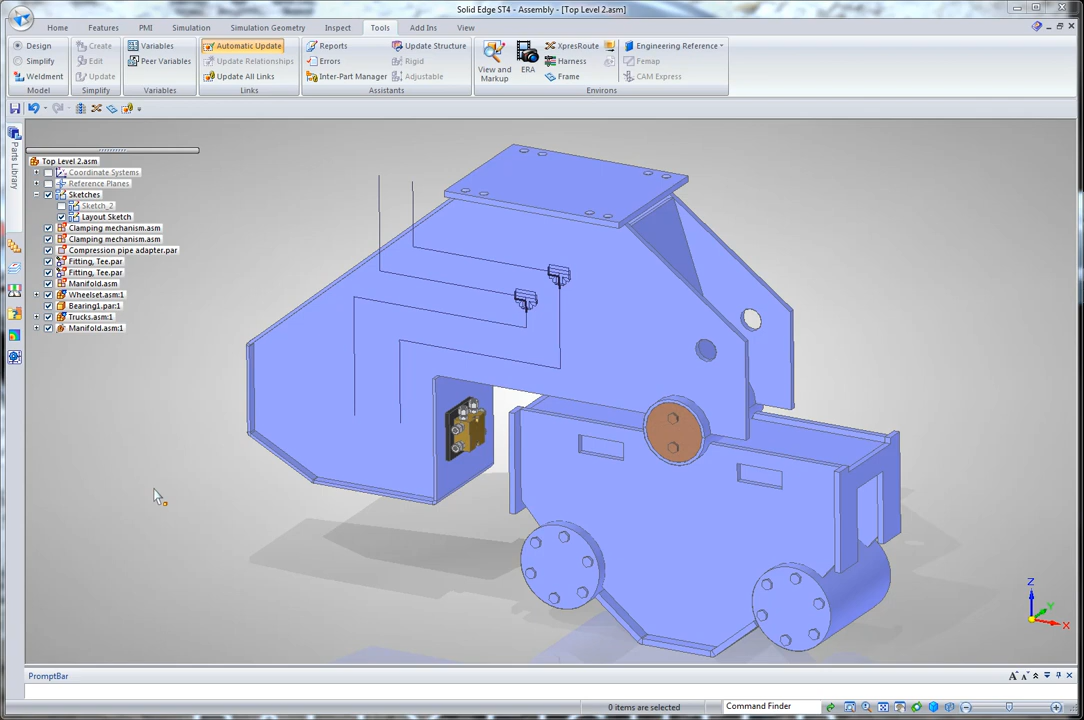 Solid Edge ST4 - Assembly - [Top Level 2.asm]
Home Features PMI Simulation Simulation Geometry Inspect Tools Add Ins View
Design Create Variables Automatic Update Reports Update Structure XpresRoute Engineering Reference
Simplify Edit Peer Variables Update Relationships Errors Rigid View and Markup ERA Harness Femap
Weldment Update Update All Links Inter-Part Manager Adjustable Frame CAM Express
Model Simplify Variables Links Assistants Environs
Parts Library
Top Level 2.asm
Coordinate Systems
Reference Planes
Sketches
Sketch_2
Layout Sketch
Clamping mechanism.asm
Clamping mechanism.asm
Compression pipe adapter.par
Fitting, Tee.par
Fitting, Tee.par
Manifold.asm
Wheelset.asm:1
Bearing1.par:1
Trucks.asm:1
Manifold.asm:1
Z
Y
X
PromptBar
0 items are selected Command Finder